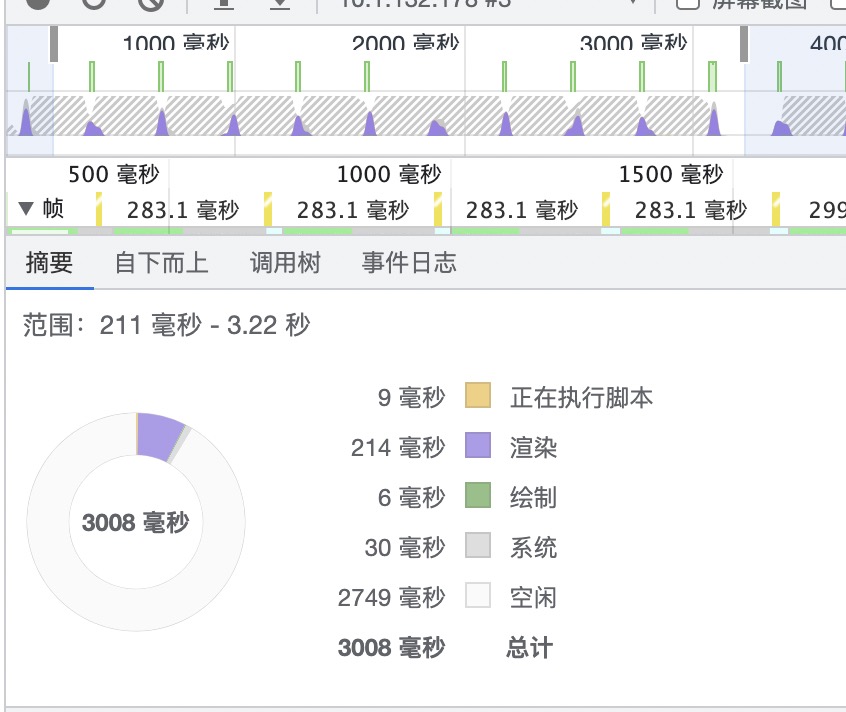 10.1.132.178 #3
屏幕截图
1000 毫秒
2000 毫秒
3000 毫秒
400
500 毫秒
1000 毫秒
1500 毫秒
▼ 帧
283.1 毫秒
283.1 毫秒
283.1 毫秒
283.1 毫秒
299
摘要
自下而上
调用树
事件日志
范围：211 毫秒 - 3.22 秒
3008 毫秒
9 毫秒 正在执行脚本
214 毫秒 渲染
6 毫秒 绘制
30 毫秒 系统
2749 毫秒 空闲
3008 毫秒 总计